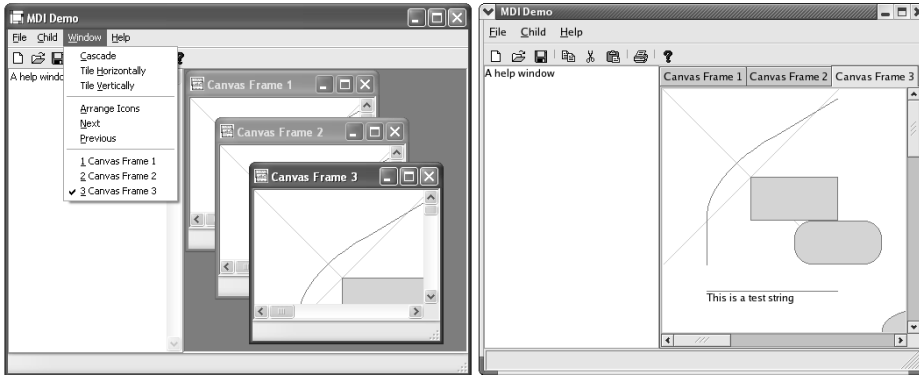 MDI Demo
File Child Window Help
A help windo
Cascade
Tile Horizontally
Tile Vertically
Arrange Icons
Next
Previous
1 Canvas Frame 1
2 Canvas Frame 2
3 Canvas Frame 3
Canvas Frame 1
Canvas Frame 2
Canvas Frame 3
MDI Demo
File Child Help
A help window
Canvas Frame 1 Canvas Frame 2 Canvas Frame 3
This is a test string